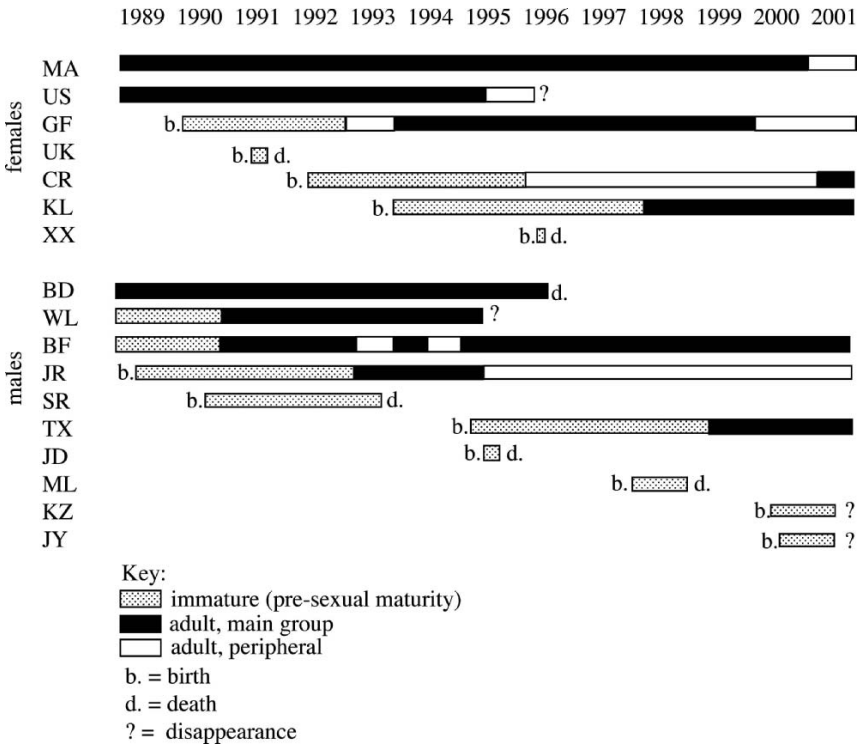 1989 1990 1991 1992 1993 1994 1995 1996 1997 1998 1999 2000 2001
females
MA
US ?
GF b.
UK b. d.
CR b.
KL b.
XX b. d.
males
BD d.
WL ?
BF
JR b.
SR b. d.
TX b.
JD b. d.
ML b. d.
KZ b. ?
JY b. ?
Key:
immature (pre-sexual maturity)
adult, main group
adult, peripheral
b. = birth
d. = death
? = disappearance